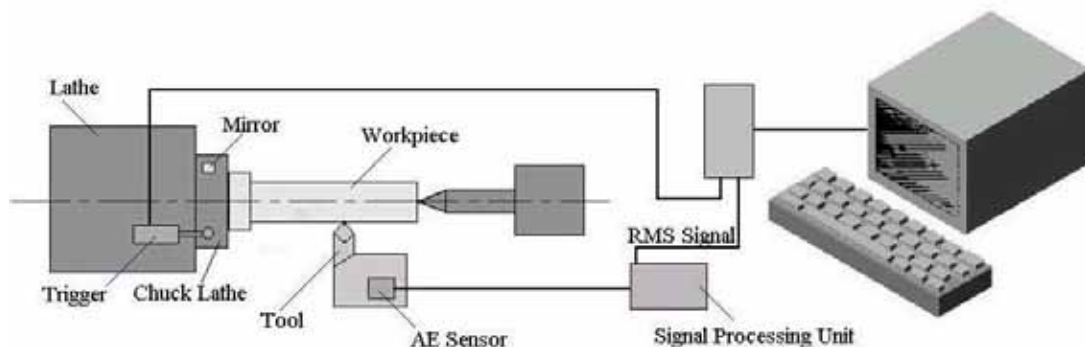 Lathe
Mirror
Workpiece
RMS Signal
Trigger
Chuck Lathe
Tool
AE Sensor
Signal Processing Unit